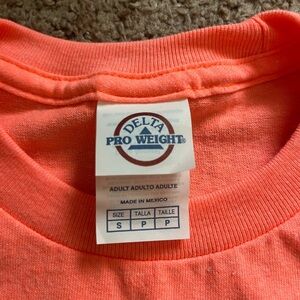 DELTA
PRO WEIGHT®
ADULT ADULTO ADULTE
MADE IN MEXICO
SIZE TALLA TAILLE
S P P